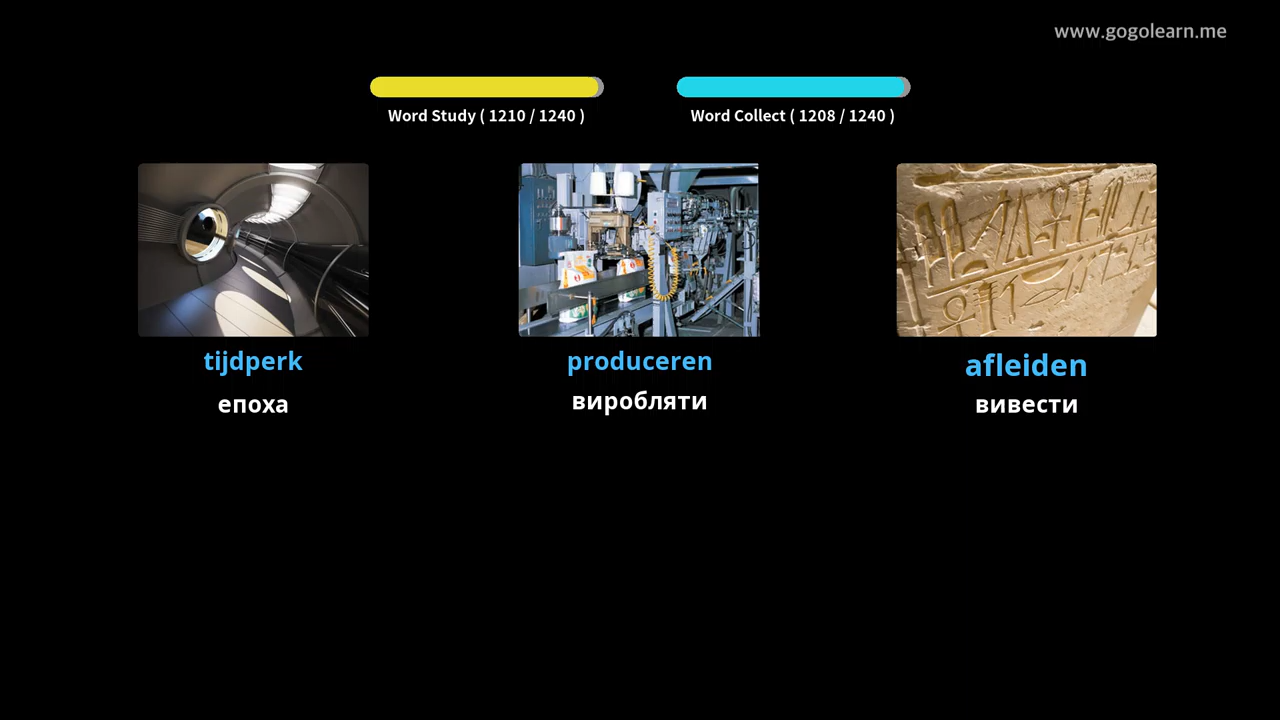 www.gogolearn.me
Word Study ( 1210 / 1240 )
Word Collect ( 1208 / 1240 )
tijdperk
produceren
afleiden
епоха
виробляти
вивести